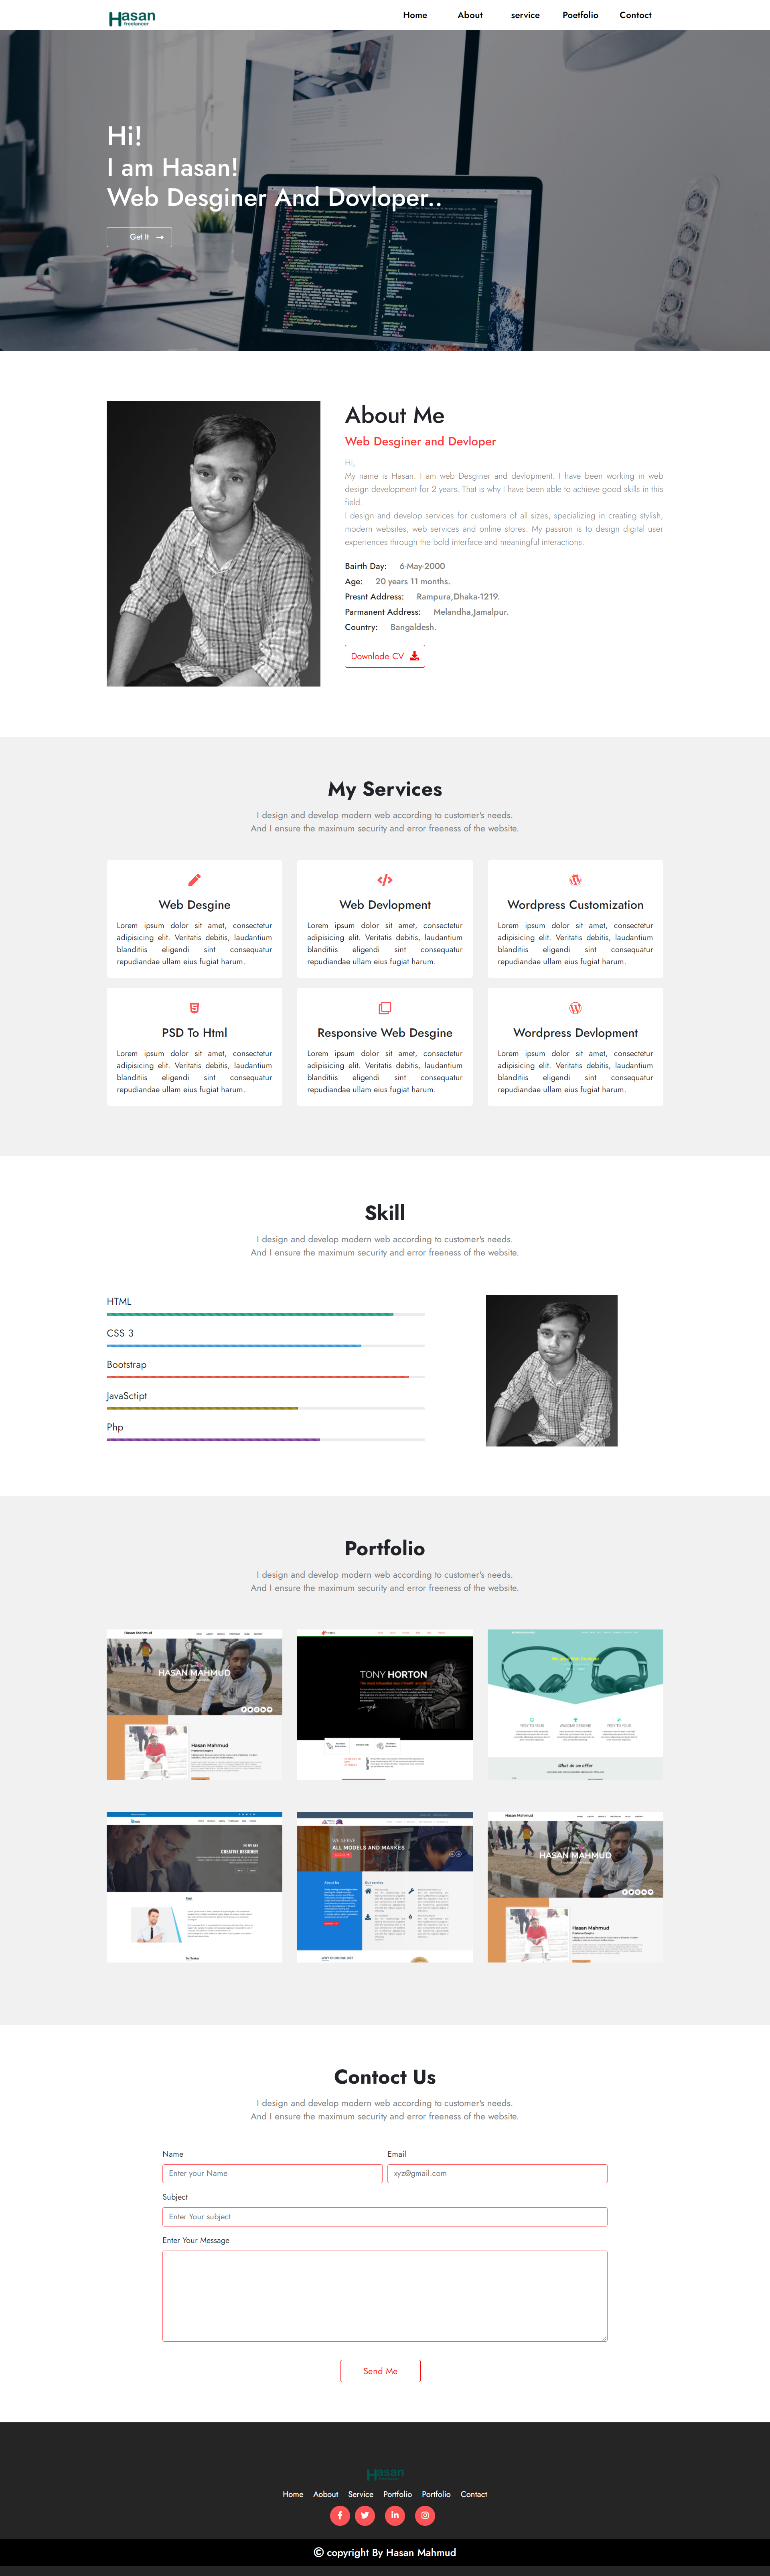 Hasan
freelancer
Home About service Poetfolio Contoct
Hi!
I am Hasan!
Web Desginer And Dovloper..
Get It
About Me
Web Desginer and Devloper
Hi,
My name is Hasan. I am web Desginer and devlopment. I have been working in web
design development for 2 years. That is why I have been able to achieve good skills in this
field.
I design and develop services for customers of all sizes, specializing in creating stylish,
modern websites, web services and online stores. My passion is to design digital user
experiences through the bold interface and meaningful interactions.
Bairth Day: 6-May-2000
Age: 20 years 11 months.
Presnt Address: Rampura,Dhaka-1219.
Parmanent Address: Melandha,Jamalpur.
Country: Bangaldesh.
Downlode CV
My Services
I design and develop modern web according to customer's needs.
And I ensure the maximum security and error freeness of the website.
Web Desgine
Lorem ipsum dolor sit amet, consectetur
adipisicing elit. Veritatis debitis, laudantium
blanditiis eligendi sint consequatur
repudiandae ullam eius fugiat harum.
Web Devlopment
Lorem ipsum dolor sit amet, consectetur
adipisicing elit. Veritatis debitis, laudantium
blanditiis eligendi sint consequatur
repudiandae ullam eius fugiat harum.
Wordpress Customization
Lorem ipsum dolor sit amet, consectetur
adipisicing elit. Veritatis debitis, laudantium
blanditiis eligendi sint consequatur
repudiandae ullam eius fugiat harum.
PSD To Html
Lorem ipsum dolor sit amet, consectetur
adipisicing elit. Veritatis debitis, laudantium
blanditiis eligendi sint consequatur
repudiandae ullam eius fugiat harum.
Responsive Web Desgine
Lorem ipsum dolor sit amet, consectetur
adipisicing elit. Veritatis debitis, laudantium
blanditiis eligendi sint consequatur
repudiandae ullam eius fugiat harum.
Wordpress Devlopment
Lorem ipsum dolor sit amet, consectetur
adipisicing elit. Veritatis debitis, laudantium
blanditiis eligendi sint consequatur
repudiandae ullam eius fugiat harum.
Skill
I design and develop modern web according to customer's needs.
And I ensure the maximum security and error freeness of the website.
HTML
CSS 3
Bootstrap
JavaSctipt
Php
Portfolio
I design and develop modern web according to customer's needs.
And I ensure the maximum security and error freeness of the website.
Hasan Mahmud
HASAN MAHMUD
Hasan Mahmud
TONY HORTON
What do we offer
CREATIVE DESIGNER
WE SERVE
ALL MODELS AND MARKES
About Us
Our service
WHY CHOOSE US?
Hasan Mahmud
HASAN MAHMUD
Hasan Mahmud
Contoct Us
I design and develop modern web according to customer's needs.
And I ensure the maximum security and error freeness of the website.
Name Email
Enter your Name xyz@gmail.com
Subject
Enter Your subject
Enter Your Message
Send Me
Hasan
freelancer
Home Aobout Service Portfolio Portfolio Contact
© copyright By Hasan Mahmud